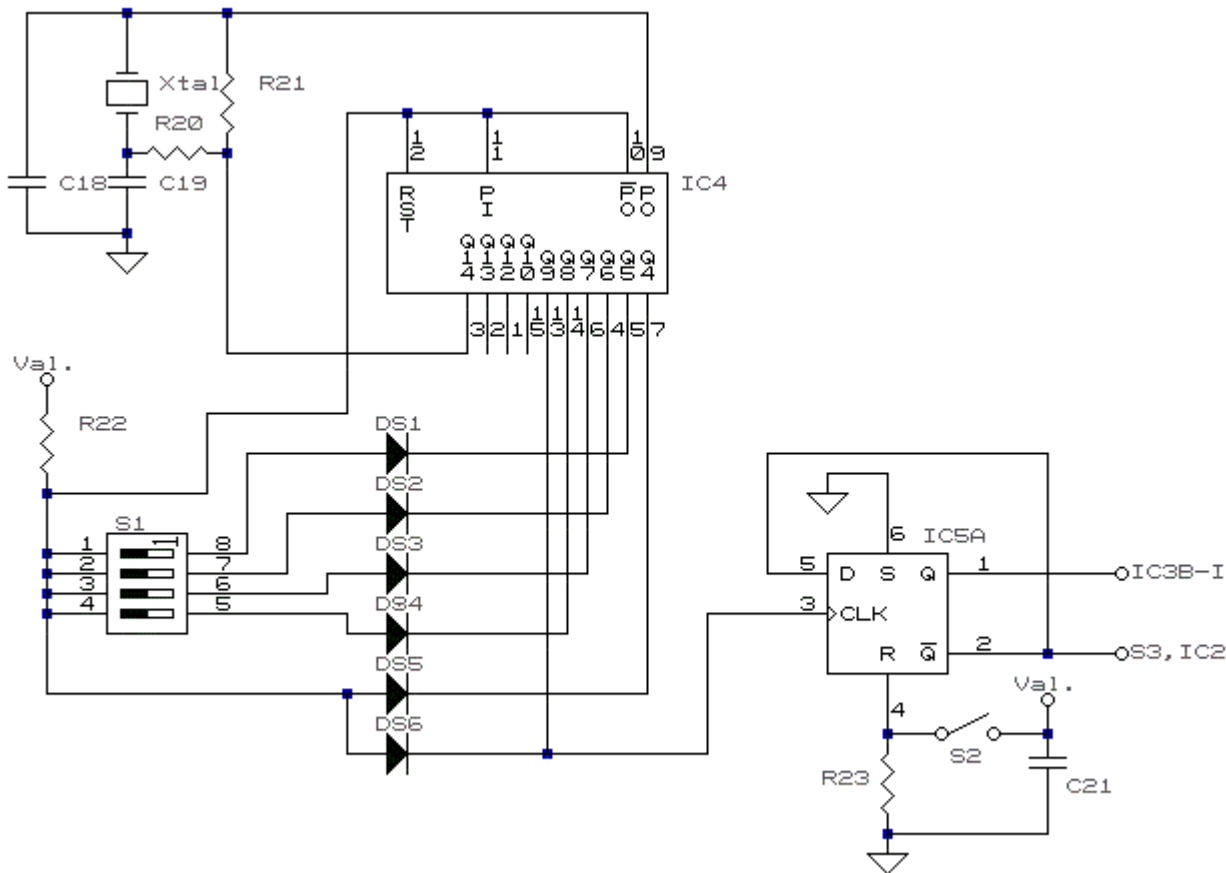 Xtal
R21
R20
C18
C19
12
11
10
9
RST
PI
P̅O
PO
IC4
Q14
Q13
Q12
Q10
Q9
Q8
Q7
Q6
Q5
Q4
3
2
1
15
13
14
6
4
5
7
Val.
R22
DS1
DS2
DS3
DS4
DS5
DS6
S1
1
1
2
3
4
8
7
6
5
6
IC5A
5
D
S
Q
1
IC3B-I
3
CLK
R
Q̅
2
S3,IC2
Val.
4
S2
R23
C21